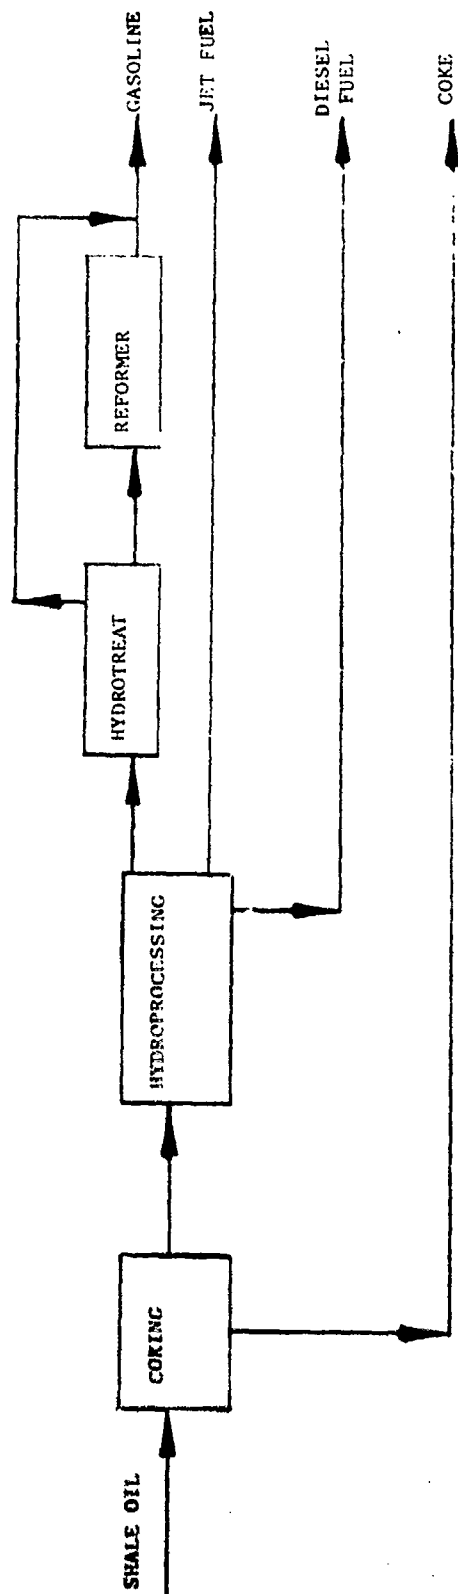 SHALE OIL
COKING
HYDROPROCESSING
HYDROTREAT
REFORMER
GASOLINE
JET FUEL
DIESEL
FUEL
COKE